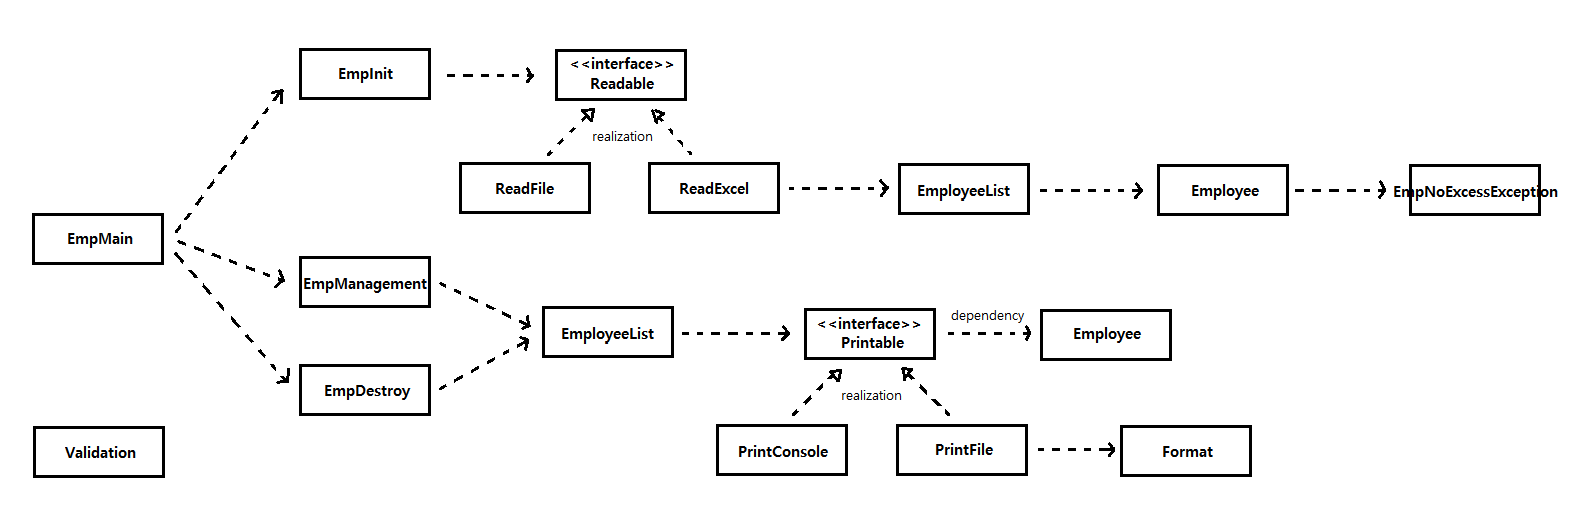 EmpInit
<<interface>>
Readable
realization
ReadFile
ReadExcel
EmployeeList
Employee
EmpNoExcessException
EmpMain
EmpManagement
EmployeeList
<<interface>>
Printable
dependency
Employee
EmpDestroy
realization
Validation
PrintConsole
PrintFile
Format